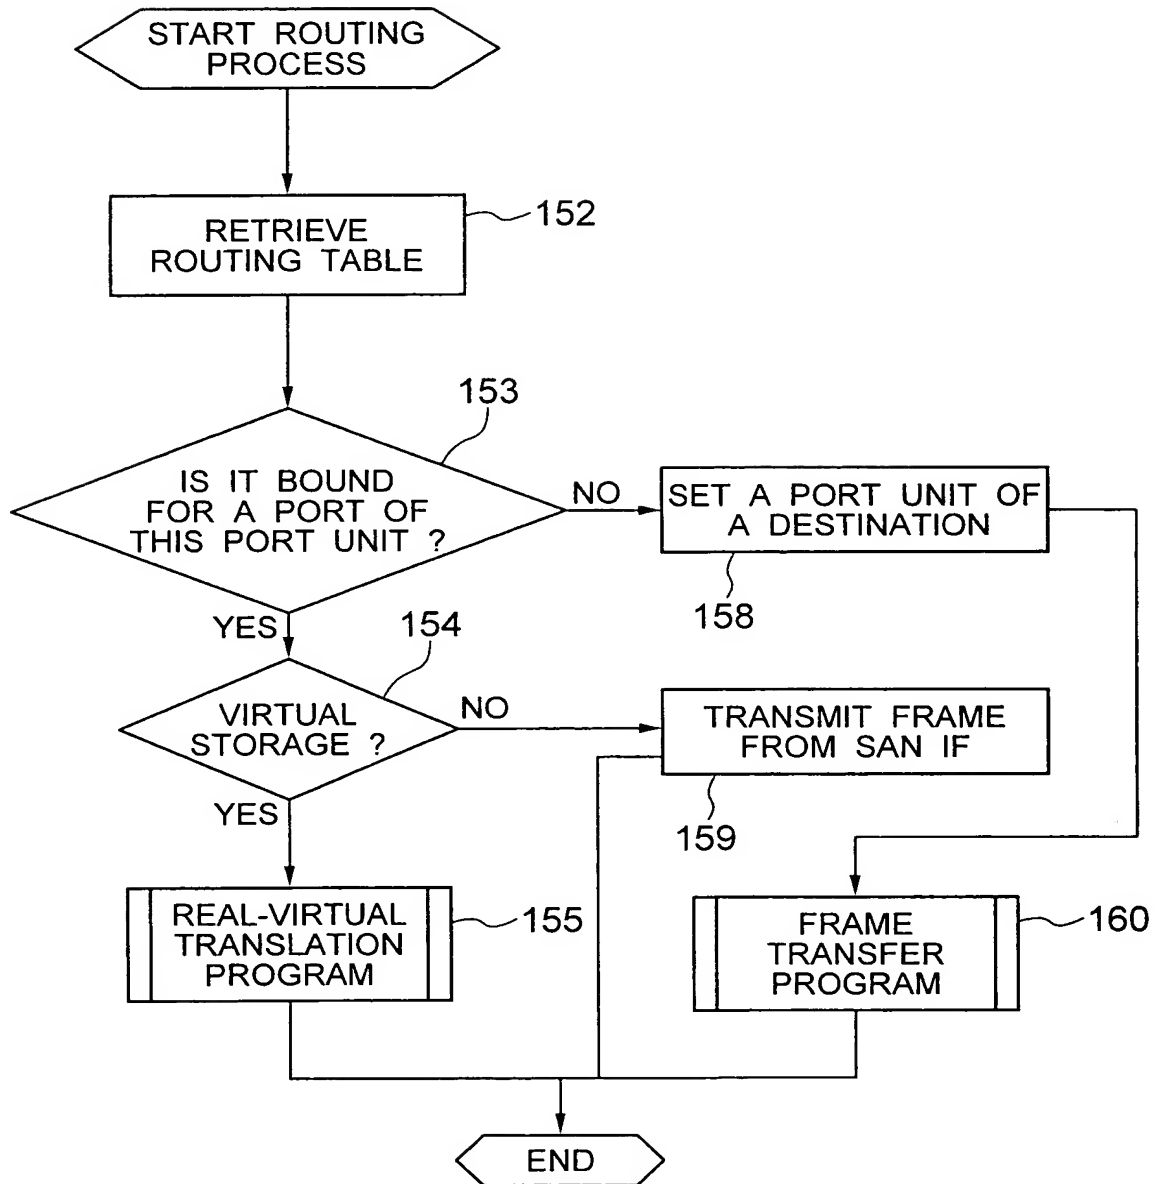 START ROUTING
PROCESS
152
RETRIEVE
ROUTING TABLE
153
IS IT BOUND
FOR A PORT OF
THIS PORT UNIT ?
NO
SET A PORT UNIT OF
A DESTINATION
158
YES
154
VIRTUAL
STORAGE ?
NO
TRANSMIT FRAME
FROM SAN IF
159
YES
REAL-VIRTUAL
TRANSLATION
PROGRAM
155
FRAME
TRANSFER
PROGRAM
160
END